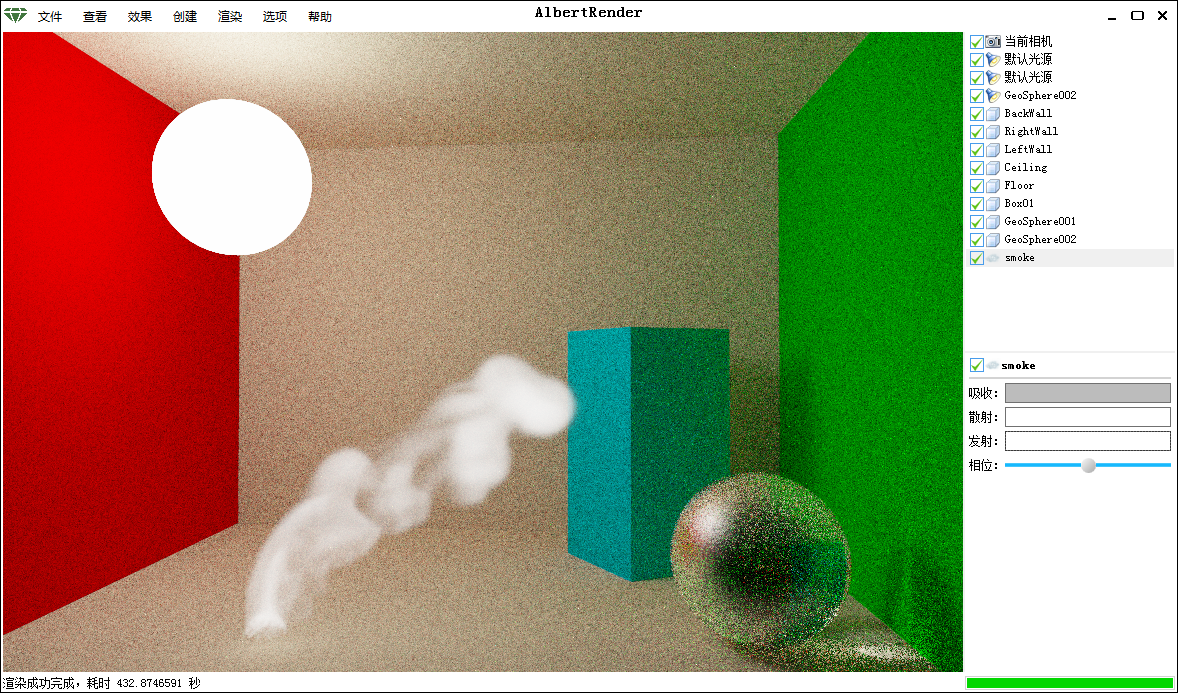 AlbertRender
文件 查看 效果 创建 渲染 选项 帮助
当前相机
默认光源
默认光源
GeoSphere002
BackWall
RightWall
LeftWall
Ceiling
Floor
Box01
GeoSphere001
GeoSphere002
smoke
smoke
吸收:
散射:
发射:
相位:
渲染成功完成，耗时 432.8746591 秒